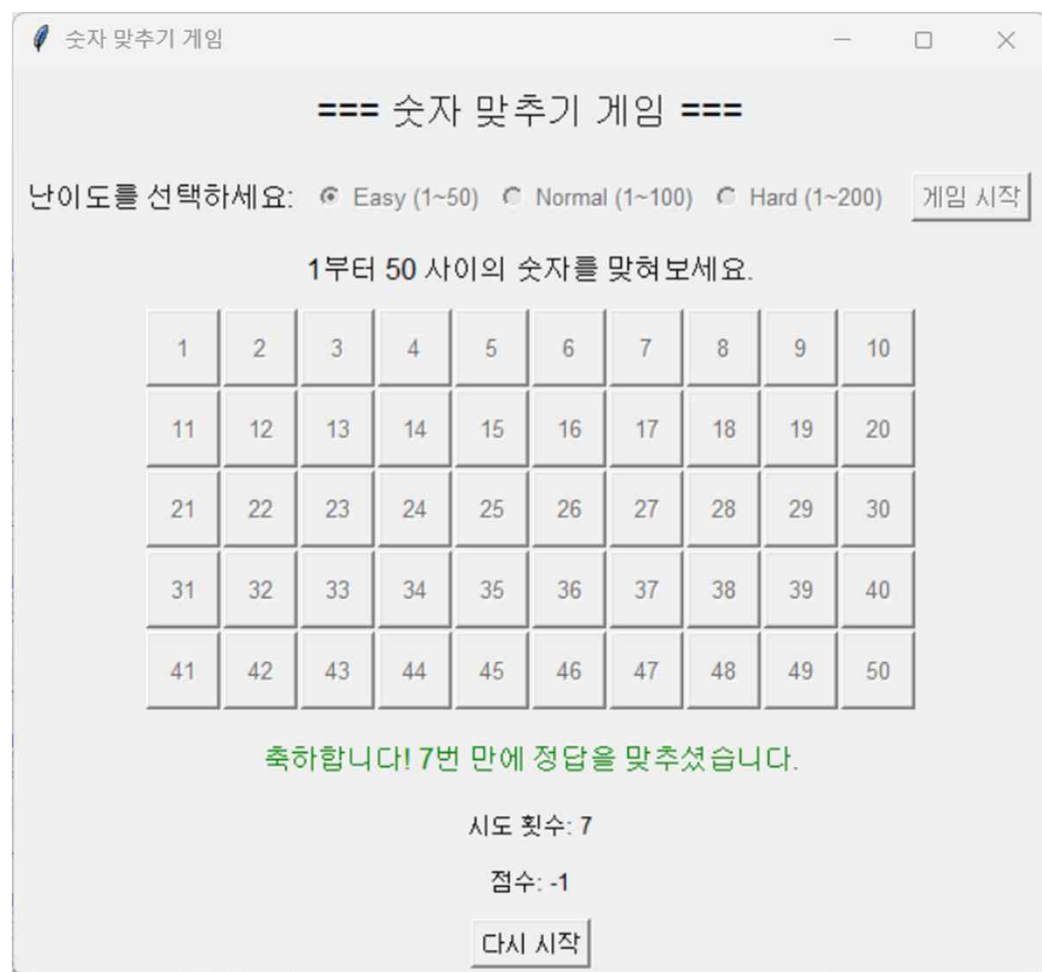 숫자 맞추기 게임
=== 숫자 맞추기 게임 ===
난이도를 선택하세요: Easy (1~50) Normal (1~100) Hard (1~200) 게임 시작
1부터 50 사이의 숫자를 맞혀보세요.
1 2 3 4 5 6 7 8 9 10
11 12 13 14 15 16 17 18 19 20
21 22 23 24 25 26 27 28 29 30
31 32 33 34 35 36 37 38 39 40
41 42 43 44 45 46 47 48 49 50
축하합니다! 7번 만에 정답을 맞추셨습니다.
시도 횟수: 7
점수: -1
다시 시작